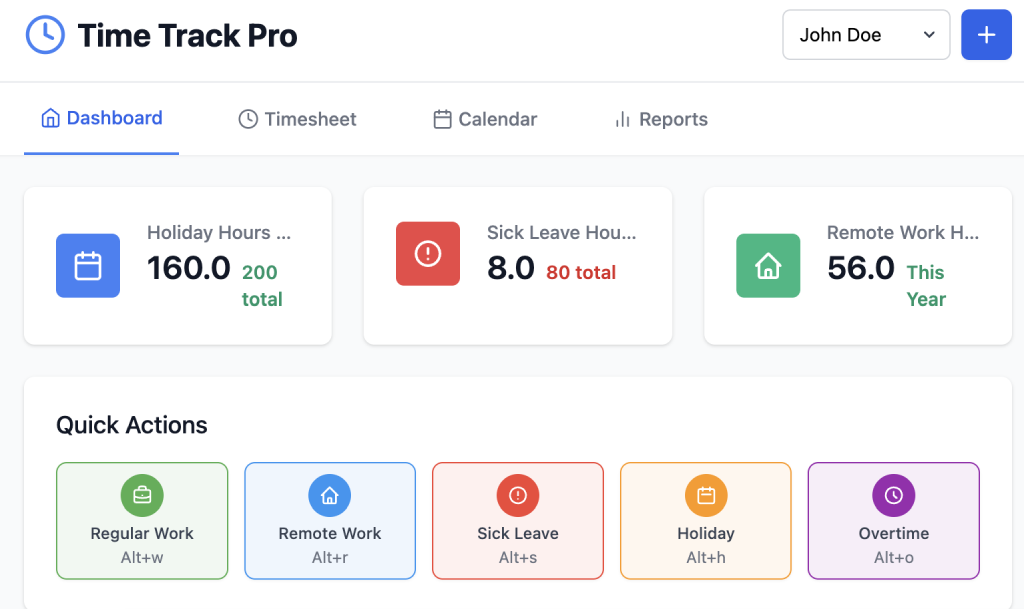 Time Track Pro
John Doe
Dashboard
Timesheet
Calendar
Reports
Holiday Hours ...
160.0 200
total
Sick Leave Hou...
8.0 80 total
Remote Work H...
56.0 This
Year
Quick Actions
Regular Work
Alt+w
Remote Work
Alt+r
Sick Leave
Alt+s
Holiday
Alt+h
Overtime
Alt+o